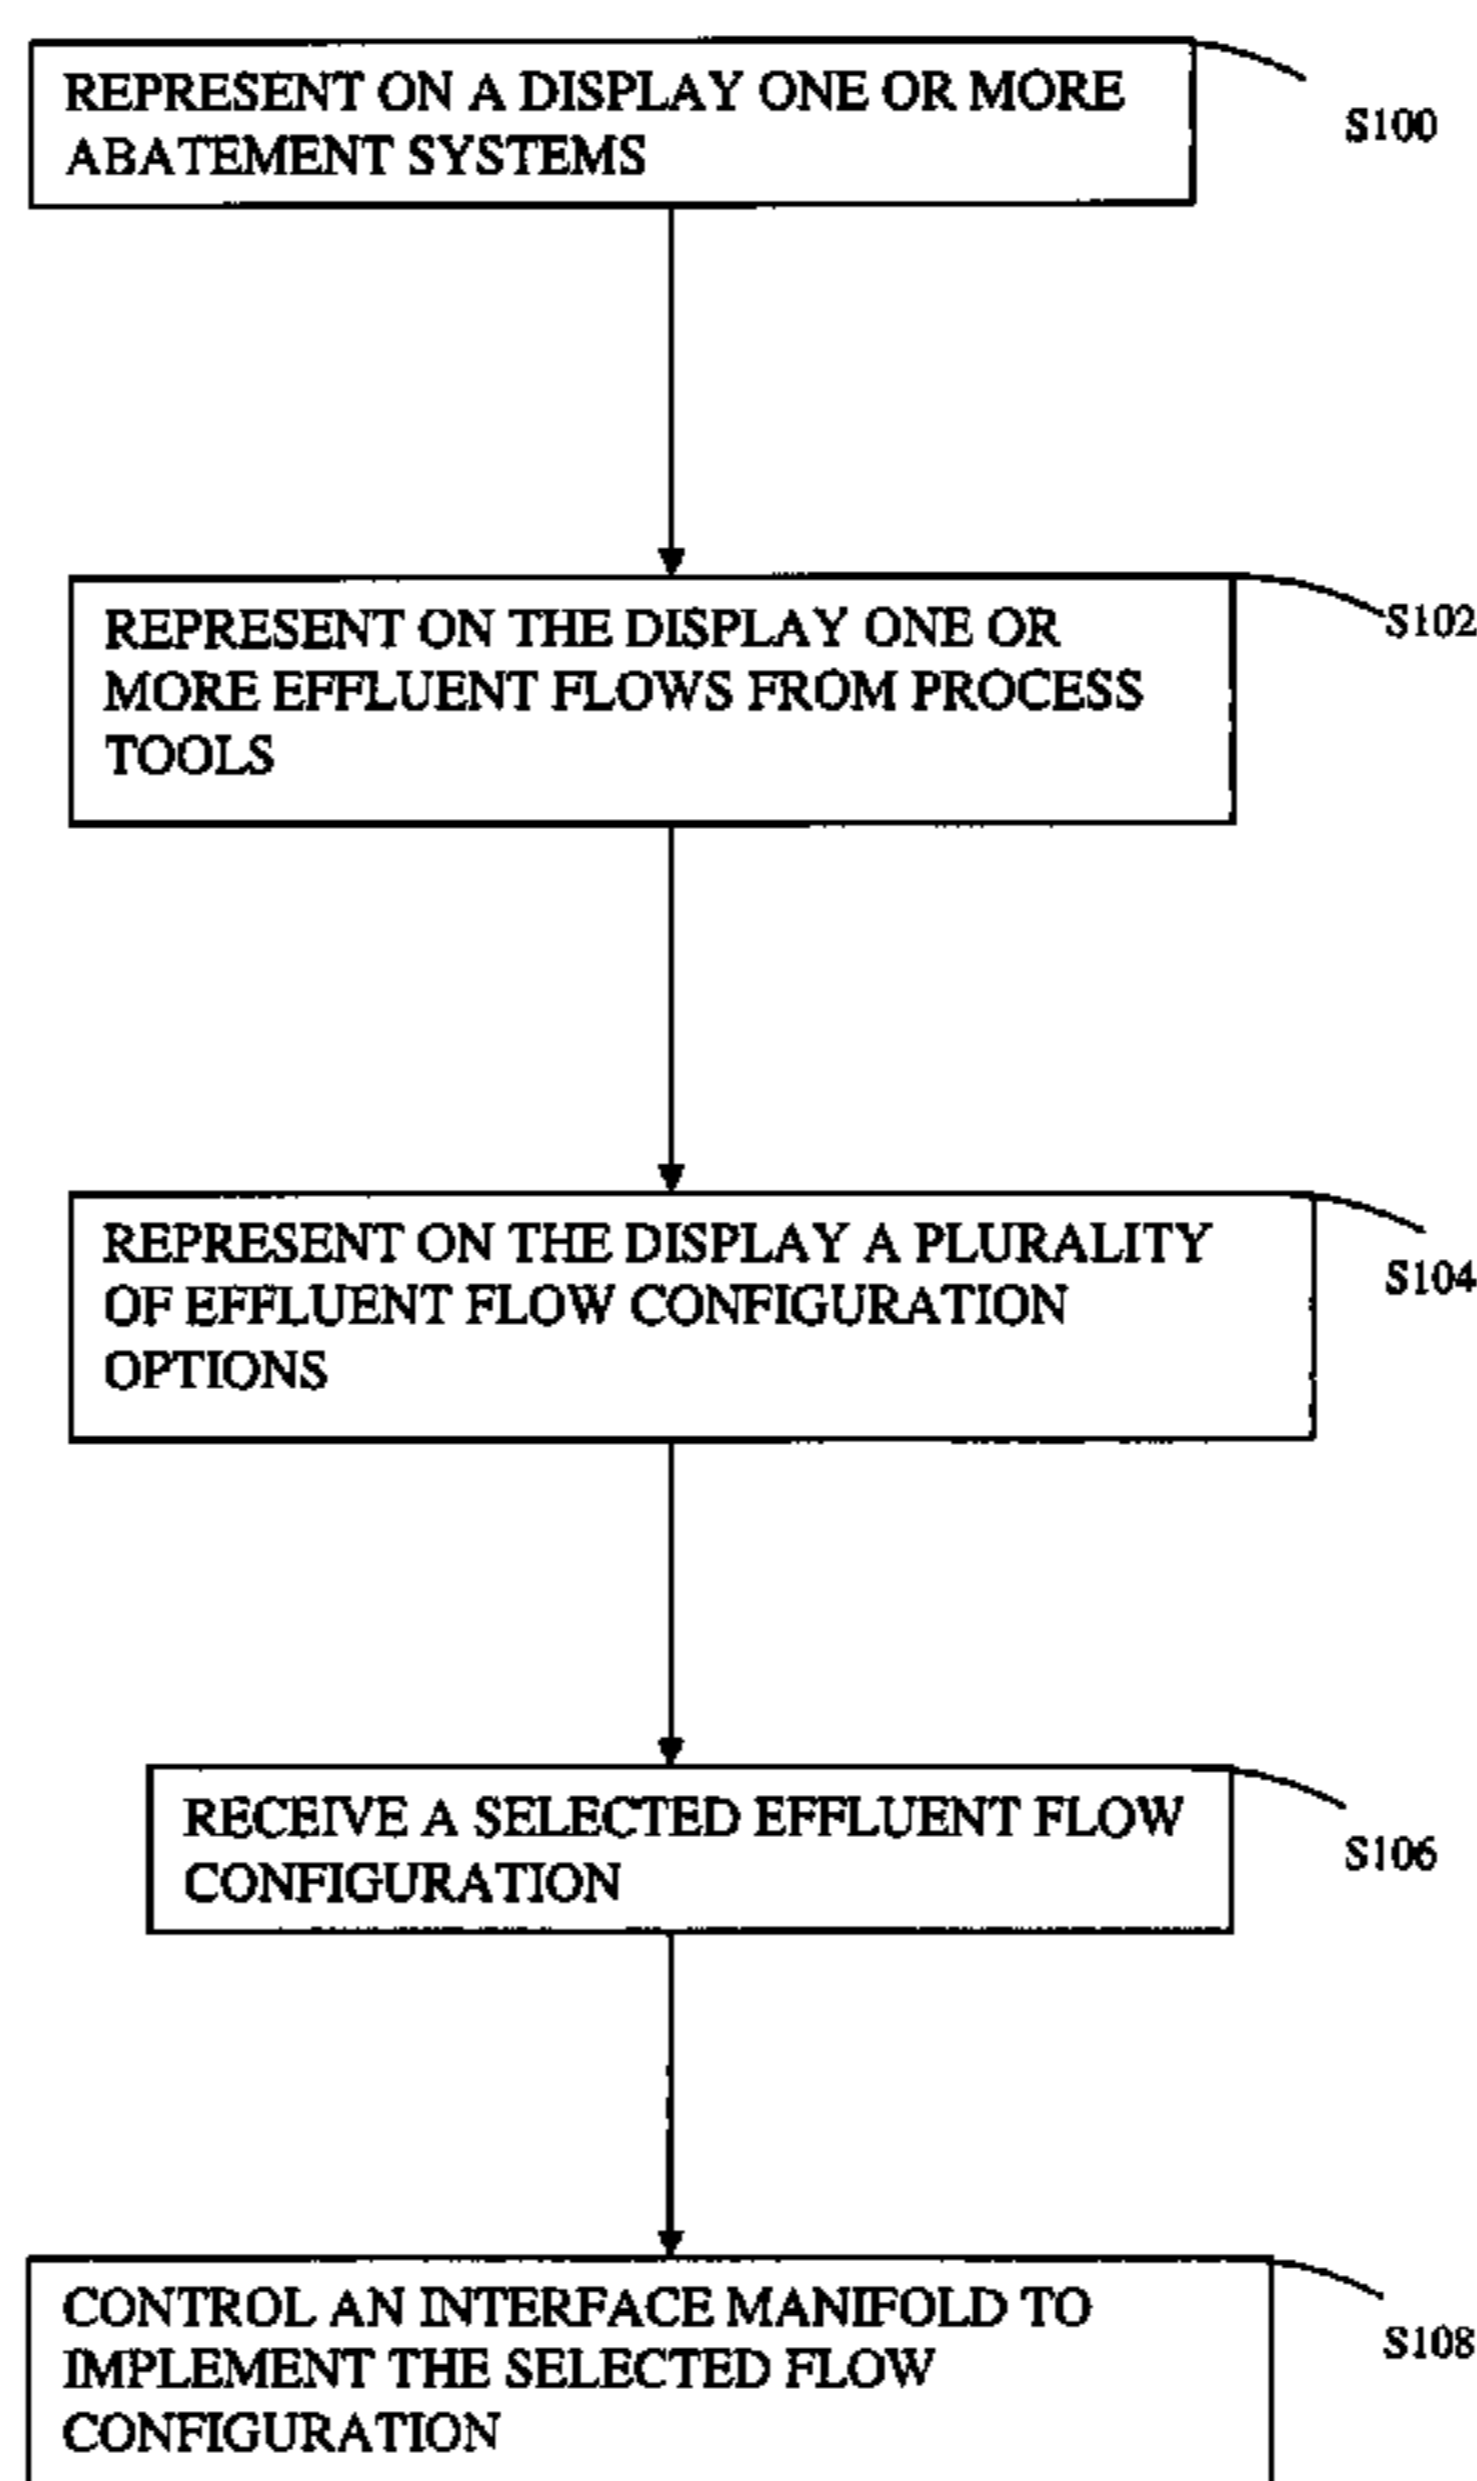 REPRESENT ON A DISPLAY ONE OR MORE
ABATEMENT SYSTEMS
S100
REPRESENT ON THE DISPLAY ONE OR
MORE EFFLUENT FLOWS FROM PROCESS
TOOLS
S102
REPRESENT ON THE DISPLAY A PLURALITY
OF EFFLUENT FLOW CONFIGURATION
OPTIONS
S104
RECEIVE A SELECTED EFFLUENT FLOW
CONFIGURATION
S106
CONTROL AN INTERFACE MANIFOLD TO
IMPLEMENT THE SELECTED FLOW
CONFIGURATION
S108